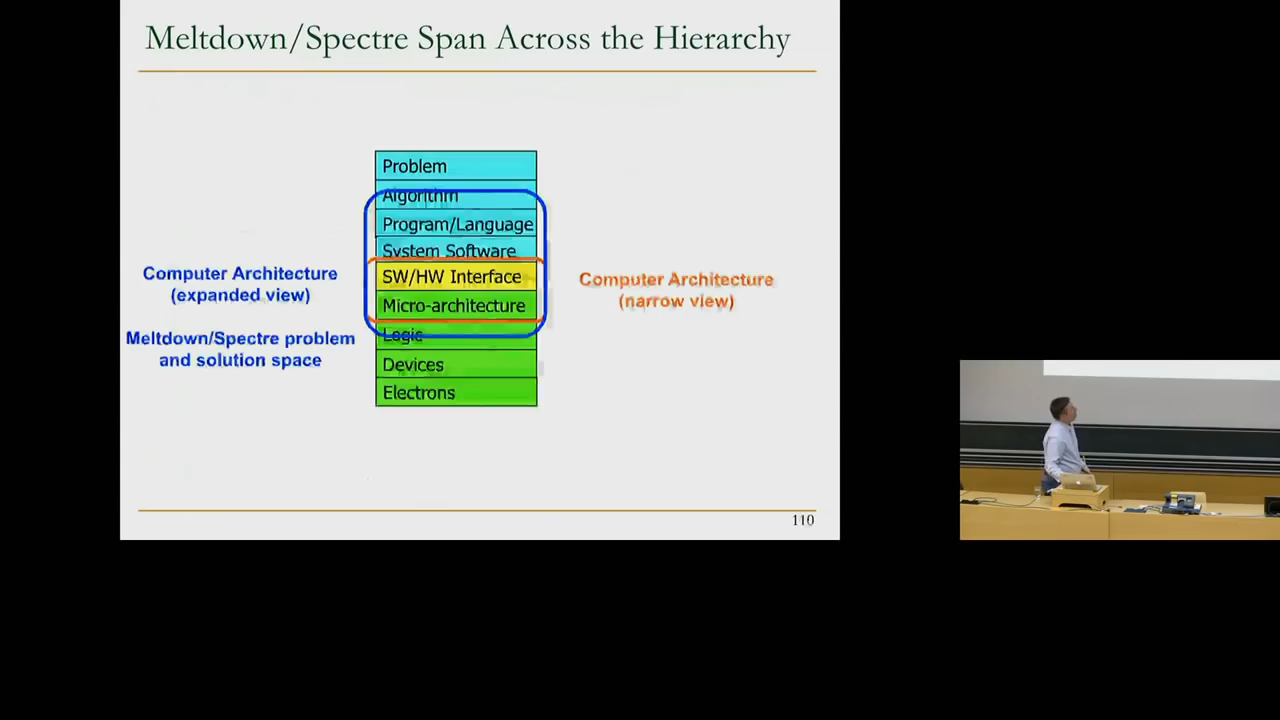 Meltdown/Spectre Span Across the Hierarchy
Problem
Algorithm
Program/Language
System Software
SW/HW Interface
Micro-architecture
Logic
Devices
Electrons
Computer Architecture
(expanded view)
Meltdown/Spectre problem
and solution space
Computer Architecture
(narrow view)
110